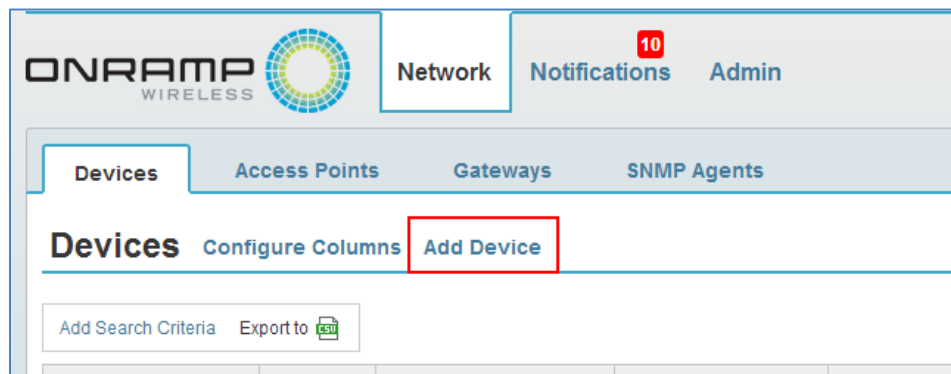 ONRAMP
WIRELESS
Network
Notifications
10
Admin
Devices
Access Points
Gateways
SNMP Agents
Devices
Configure Columns
Add Device
Add Search Criteria
Export to
CSV